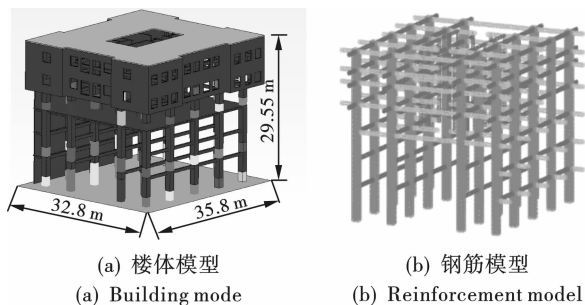 29.55 m
32.8 m
35.8 m
(a) 楼体模型
(a) Building mode
(b) 钢筋模型
(b) Reinforcement model